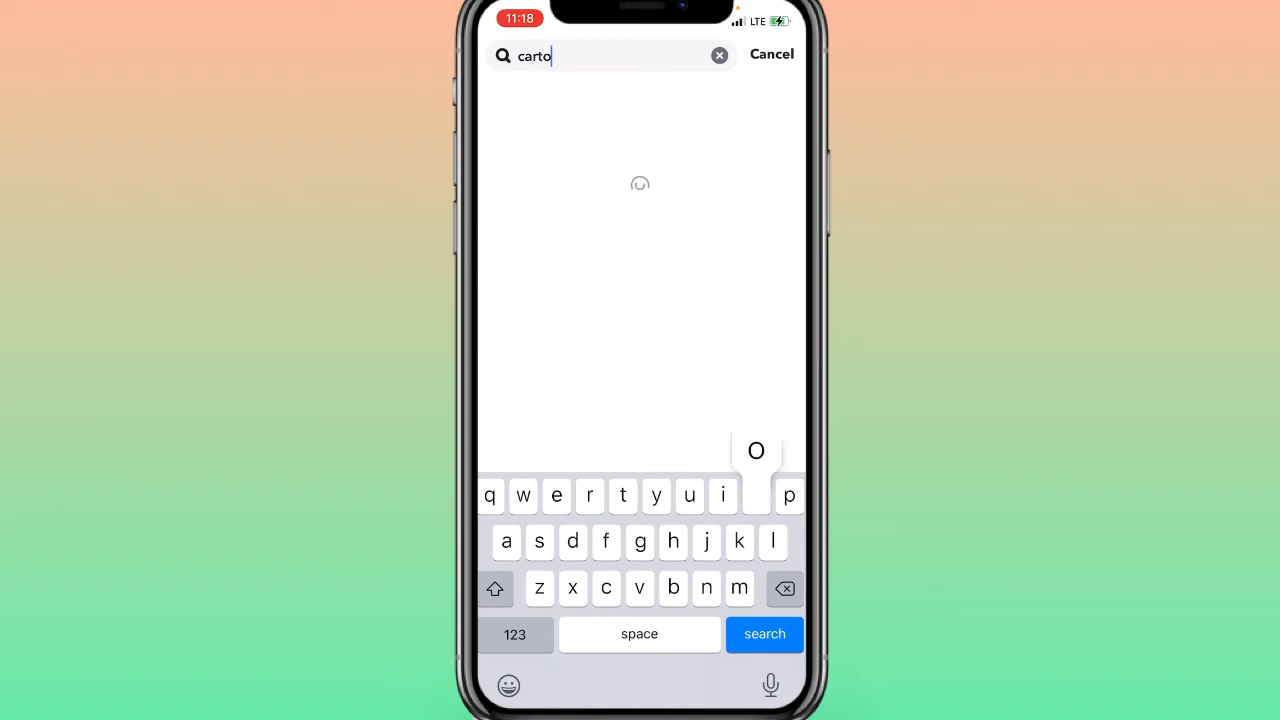 11:18 LTE
carto Cancel
O
q w e r t y u i p
a s d f g h j k l
z x c v b n m
123 space search